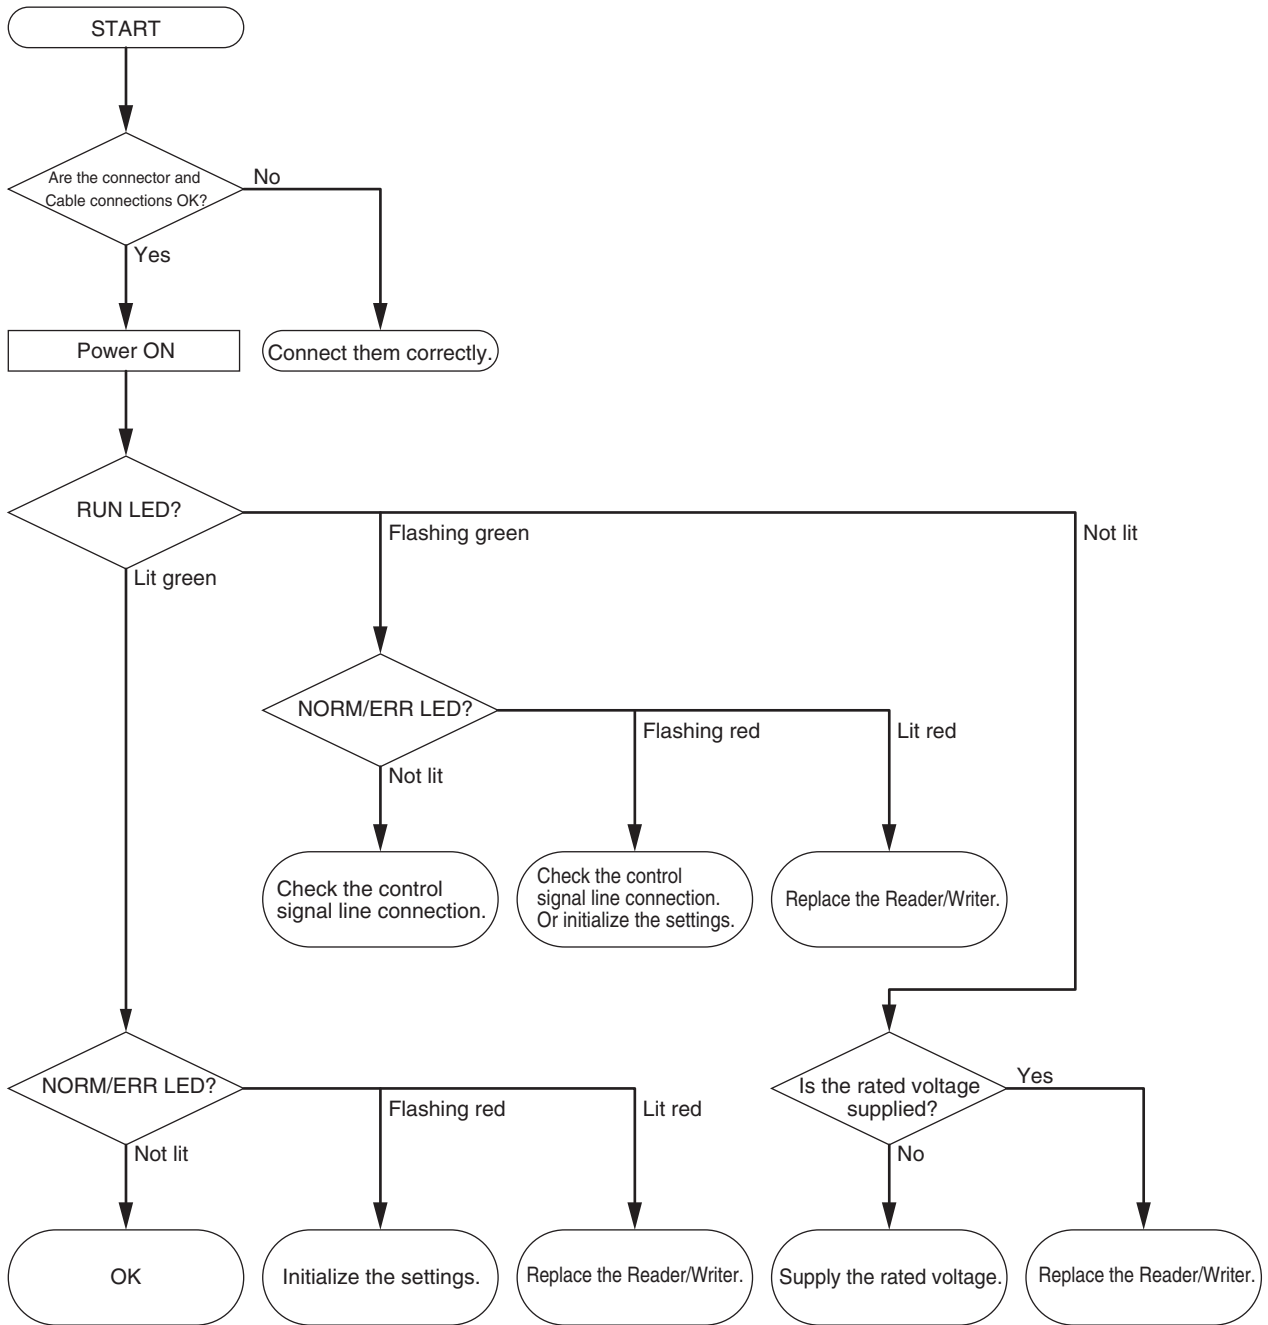 START
Are the connector and
Cable connections OK?
No
Yes
Power ON
Connect them correctly.
RUN LED?
Flashing green
Not lit
Lit green
NORM/ERR LED?
Flashing red
Lit red
Not lit
Check the control
signal line connection.
Check the control
signal line connection.
Or initialize the settings.
Replace the Reader/Writer.
NORM/ERR LED?
Flashing red
Lit red
Not lit
Is the rated voltage
supplied?
Yes
No
OK
Initialize the settings.
Replace the Reader/Writer.
Supply the rated voltage.
Replace the Reader/Writer.